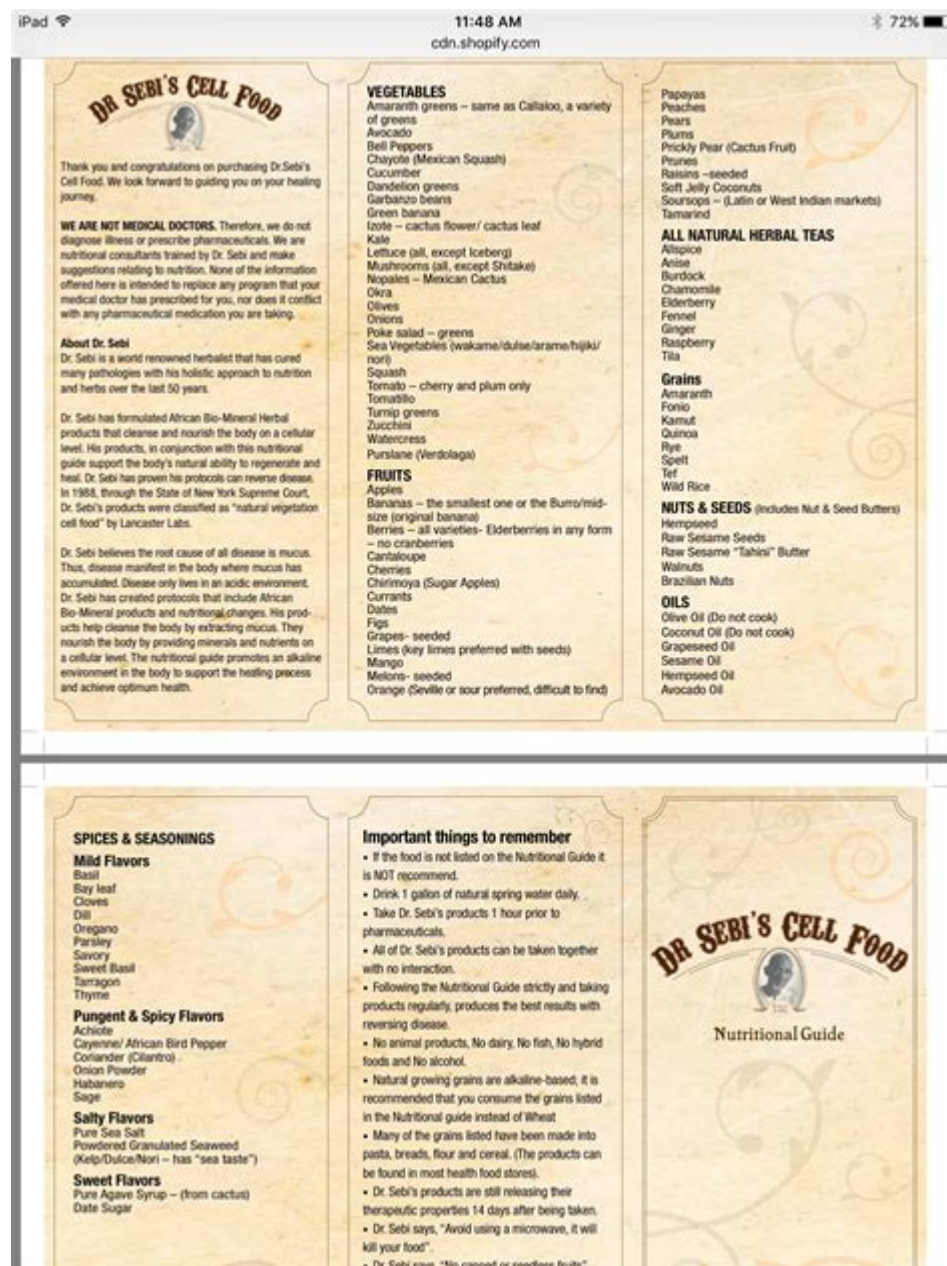 iPad
11:48 AM
72%
cdn.shopify.com
DR SEBI'S CELL FOOD
Thank you and congratulations on purchasing Dr.Sebi's
Cell Food. We look forward to guiding you on your healing
journey.
WE ARE NOT MEDICAL DOCTORS. Therefore, we do not
diagnose illness or prescribe pharmaceuticals. We are
nutritional consultants trained by Dr. Sebi and make
suggestions relating to nutrition. None of the information
offered here is intended to replace any program that your
medical doctor has prescribed for you, nor does it conflict
with any pharmaceutical medication you are taking.
About Dr. Sebi
Dr. Sebi is a world renowned herbalist that has cured
many pathologies with his holistic approach to nutrition
and herbs over the last 50 years.
Dr. Sebi has formulated African Bio-Mineral Herbal
products that cleanse and nourish the body on a cellular
level. His products, in conjunction with this nutritional
guide support the body's natural ability to regenerate and
heal. Dr. Sebi has proven his protocols can reverse disease.
In 1988, through the State of New York Supreme Court,
Dr. Sebi's products were classified as "natural vegetation
cell food" by Lancaster Labs.
Dr. Sebi believes the root cause of all disease is mucus.
Thus, disease manifest in the body where mucus has
accumulated. Disease only lives in an acidic environment.
Dr. Sebi has created protocols that include African
Bio-Mineral products and nutritional changes. His prod-
ucts help cleanse the body by extracting mucus. They
nourish the body by providing minerals and nutrients on
a cellular level. The nutritional guide promotes an alkaline
environment in the body to support the healing process
and achieve optimum health.
VEGETABLES
Amaranth greens – same as Callaloo, a variety
of greens
Avocado
Bell Peppers
Chayote (Mexican Squash)
Cucumber
Dandelion greens
Garbanzo beans
Green banana
Izote – cactus flower/ cactus leaf
Kale
Lettuce (all, except Iceberg)
Mushrooms (all, except Shitake)
Nopales – Mexican Cactus
Okra
Olives
Onions
Poke salad – greens
Sea Vegetables (wakame/dulse/arame/hijiki/
nori)
Squash
Tomato – cherry and plum only
Tomatillo
Turnip greens
Zucchini
Watercress
Purslane (Verdolaga)
FRUITS
Apples
Bananas – the smallest one or the Burro/mid-
size (original banana)
Berries – all varieties- Elderberries in any form
– no cranberries
Cantaloupe
Cherries
Chirimoya (Sugar Apples)
Currants
Dates
Figs
Grapes- seeded
Limes (key limes preferred with seeds)
Mango
Melons- seeded
Orange (Seville or sour preferred, difficult to find)
Papayas
Peaches
Pears
Plums
Prickly Pear (Cactus Fruit)
Prunes
Raisins –seeded
Soft Jelly Coconuts
Soursops – (Latin or West Indian markets)
Tamarind
ALL NATURAL HERBAL TEAS
Allspice
Anise
Burdock
Chamomile
Elderberry
Fennel
Ginger
Raspberry
Tila
Grains
Amaranth
Fonio
Kamut
Quinoa
Rye
Spelt
Tef
Wild Rice
NUTS & SEEDS (Includes Nut & Seed Butters)
Hempseed
Raw Sesame Seeds
Raw Sesame "Tahini" Butter
Walnuts
Brazilian Nuts
OILS
Olive Oil (Do not cook)
Coconut Oil (Do not cook)
Grapeseed Oil
Sesame Oil
Hempseed Oil
Avocado Oil
SPICES & SEASONINGS
Mild Flavors
Basil
Bay leaf
Cloves
Dill
Oregano
Parsley
Savory
Sweet Basil
Tarragon
Thyme
Pungent & Spicy Flavors
Achiote
Cayenne/ African Bird Pepper
Coriander (Cilantro)
Onion Powder
Habanero
Sage
Salty Flavors
Pure Sea Salt
Powdered Granulated Seaweed
(Kelp/Dulce/Nori – has "sea taste")
Sweet Flavors
Pure Agave Syrup – (from cactus)
Date Sugar
Important things to remember
• If the food is not listed on the Nutritional Guide it
is NOT recommend.
• Drink 1 gallon of natural spring water daily.
• Take Dr. Sebi's products 1 hour prior to
pharmaceuticals.
• All of Dr. Sebi's products can be taken together
with no interaction.
• Following the Nutritional Guide strictly and taking
products regularly, produces the best results with
reversing disease.
• No animal products, No dairy, No fish, No hybrid
foods and No alcohol.
• Natural growing grains are alkaline-based; it is
recommended that you consume the grains listed
in the Nutritional guide instead of Wheat
• Many of the grains listed have been made into
pasta, breads, flour and cereal. (The products can
be found in most health food stores).
• Dr. Sebi's products are still releasing their
therapeutic properties 14 days after being taken.
• Dr. Sebi says, "Avoid using a microwave, it will
kill your food".
• Dr. Sebi says, "No canned or seedless fruits"
DR SEBI'S CELL FOOD
Nutritional Guide